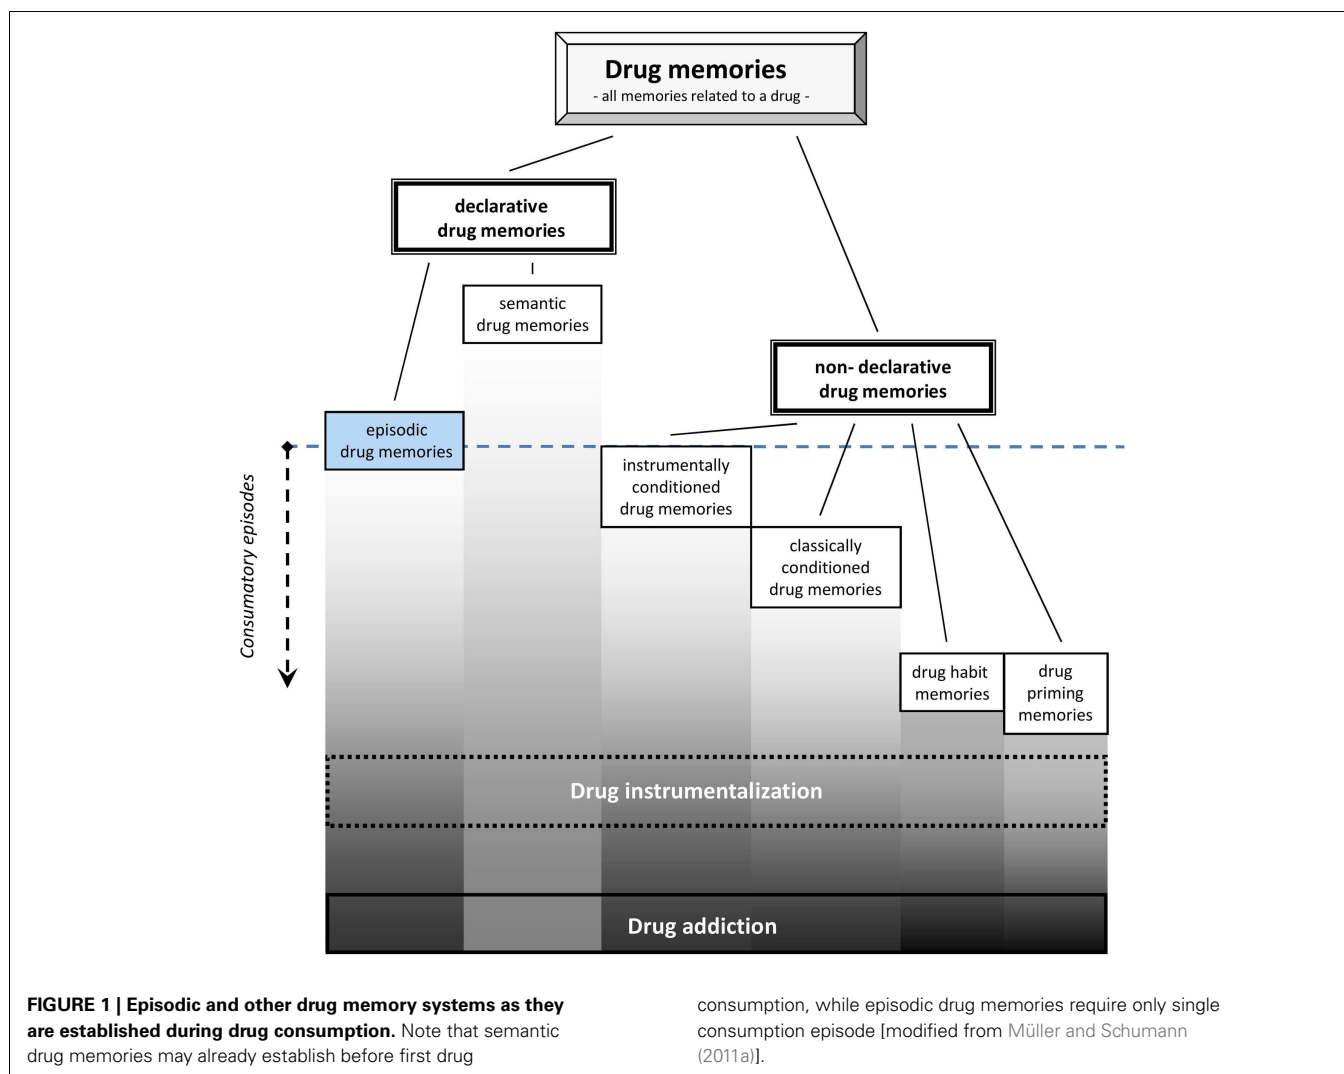 Drug memories
- all memories related to a drug -
declarative
drug memories
semantic
drug memories
non- declarative
drug memories
episodic
drug memories
instrumentally
conditioned
drug memories
classically
conditioned
drug memories
Consumatory episodes
drug habit
memories
drug
priming
memories
Drug instrumentalization
Drug addiction
FIGURE 1 | Episodic and other drug memory systems as they
are established during drug consumption. Note that semantic
drug memories may already establish before first drug
consumption, while episodic drug memories require only single
consumption episode [modified from Müller and Schumann
(2011a)].